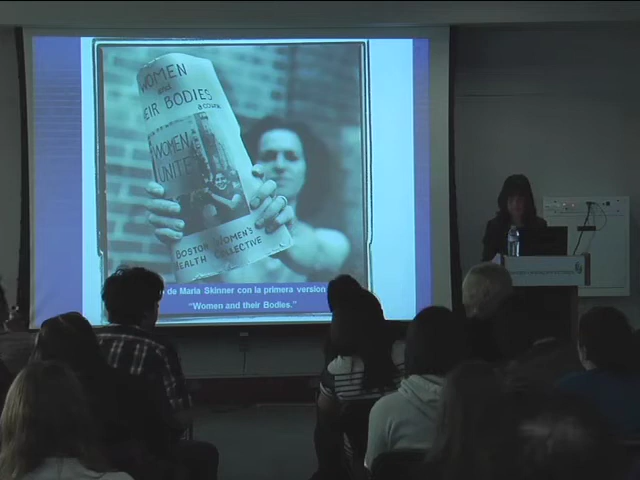 WOMEN
and
THEIR BODIES
a course
WOMEN
UNITE
BOSTON WOMEN'S
HEALTH COLLECTIVE
de Maria Skinner con la primera version
"Women and their Bodies."